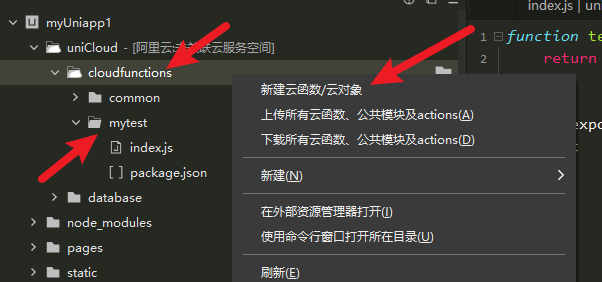 index.js | un
myUniapp1
uniCloud - [阿里云:未关联云服务空间]
cloudfunctions
common
mytest
index.js
package.json
database
node_modules
pages
static
新建云函数/云对象
上传所有云函数、公共模块及actions(A)
下载所有云函数、公共模块及actions(D)
新建(N)
在外部资源管理器打开(I)
使用命令行窗口打开所在目录(U)
刷新(E)
function te
return
expo